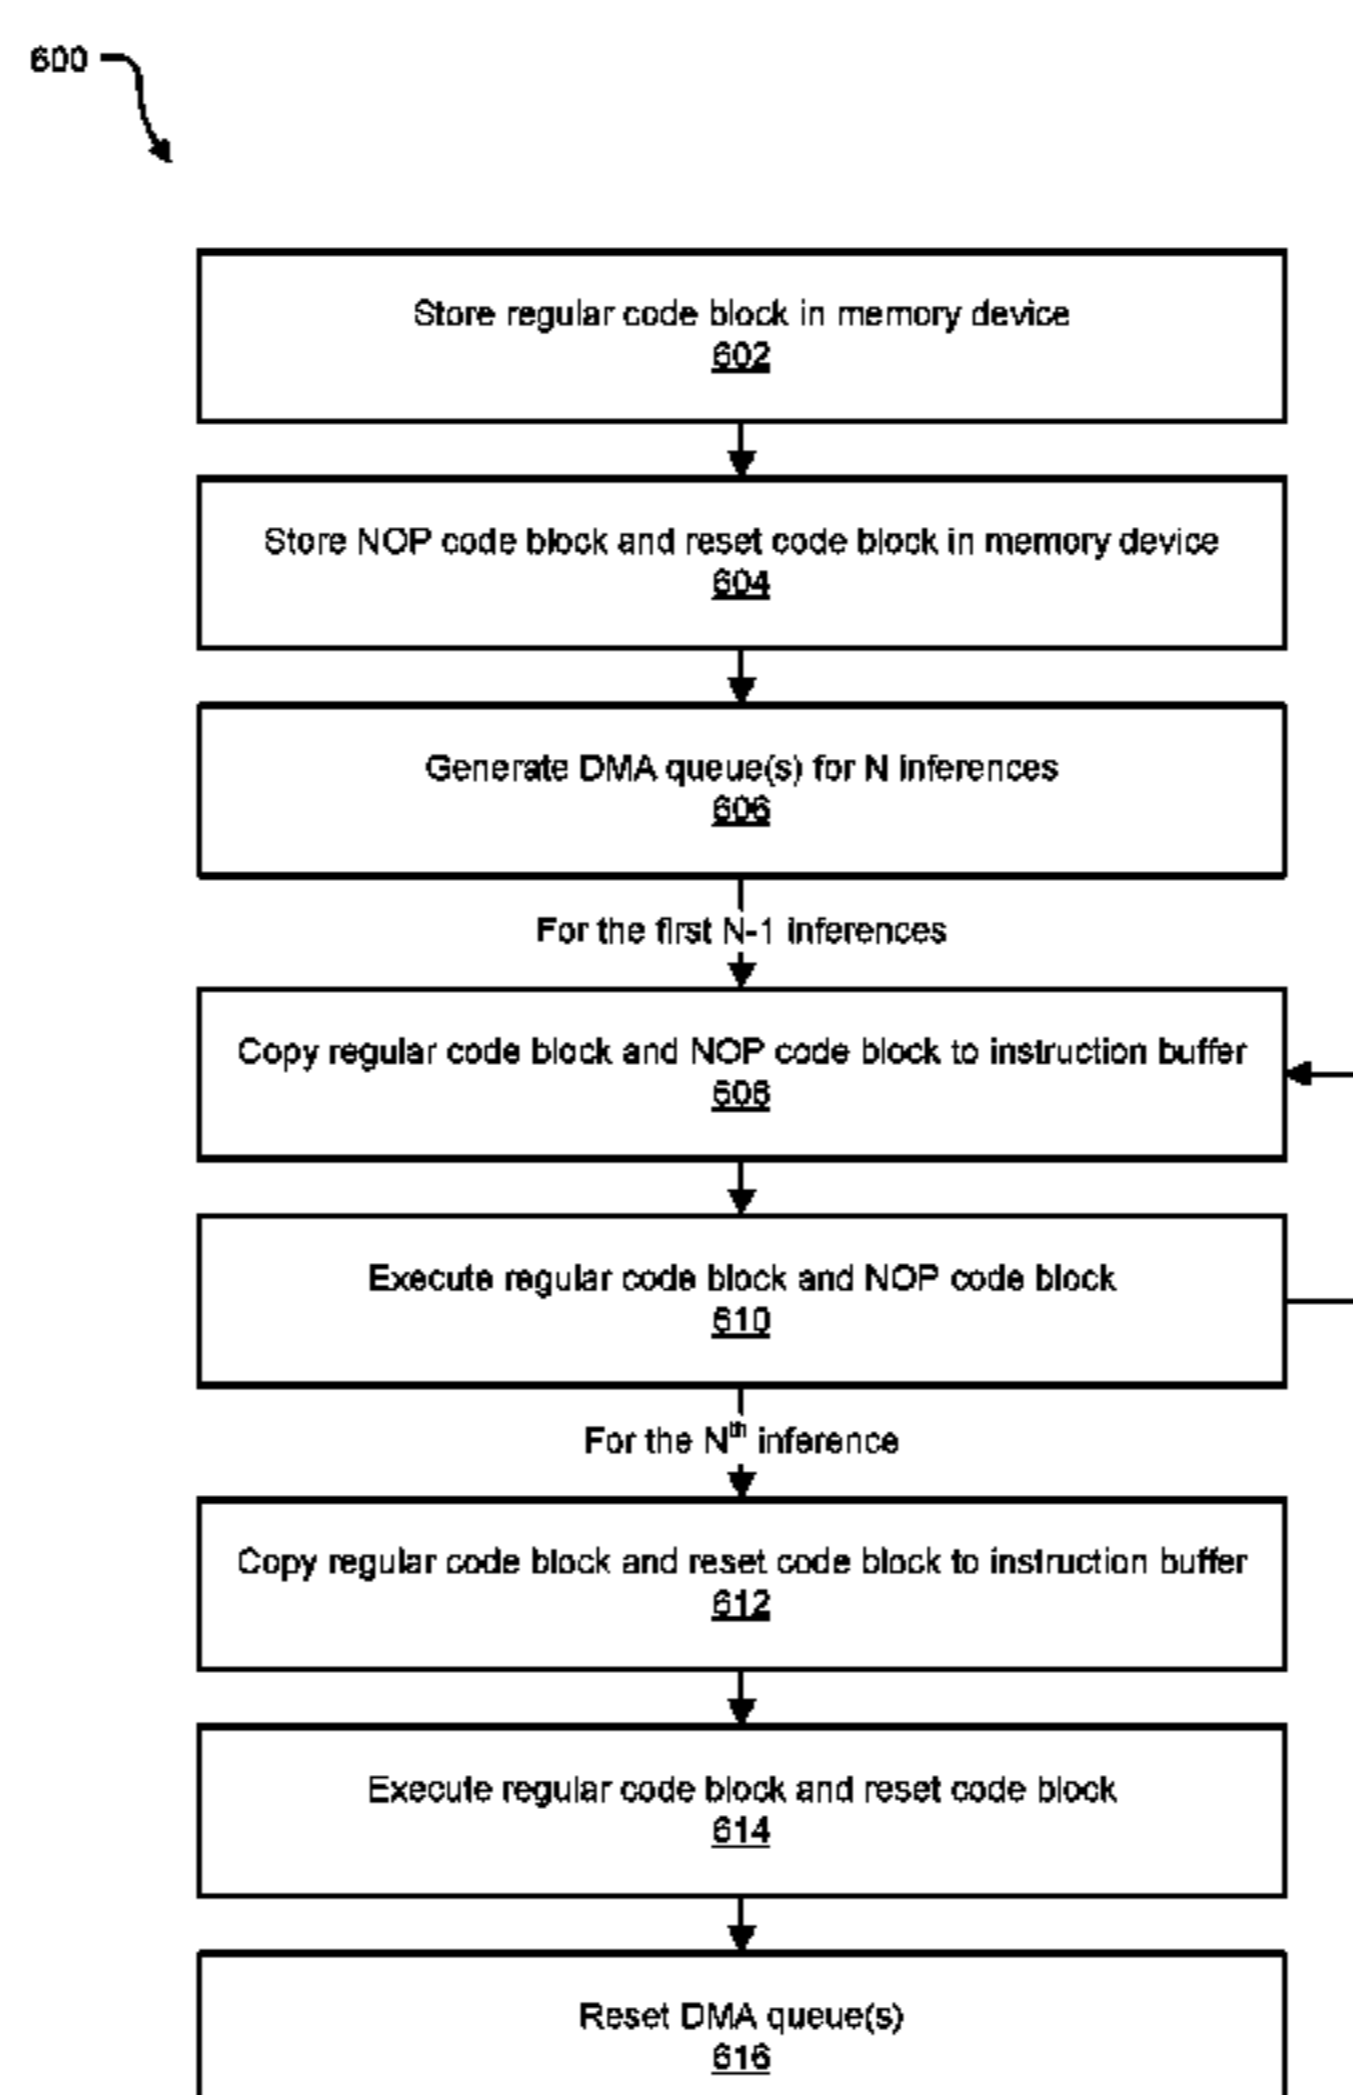 600
Store regular code block in memory device
602
Store NOP code block and reset code block in memory device
604
Generate DMA queue(s) for N inferences
606
For the first N-1 inferences
Copy regular code block and NOP code block to instruction buffer
608
Execute regular code block and NOP code block
610
For the Nth inference
Copy regular code block and reset code block to instruction buffer
612
Execute regular code block and reset code block
614
Reset DMA queue(s)
616